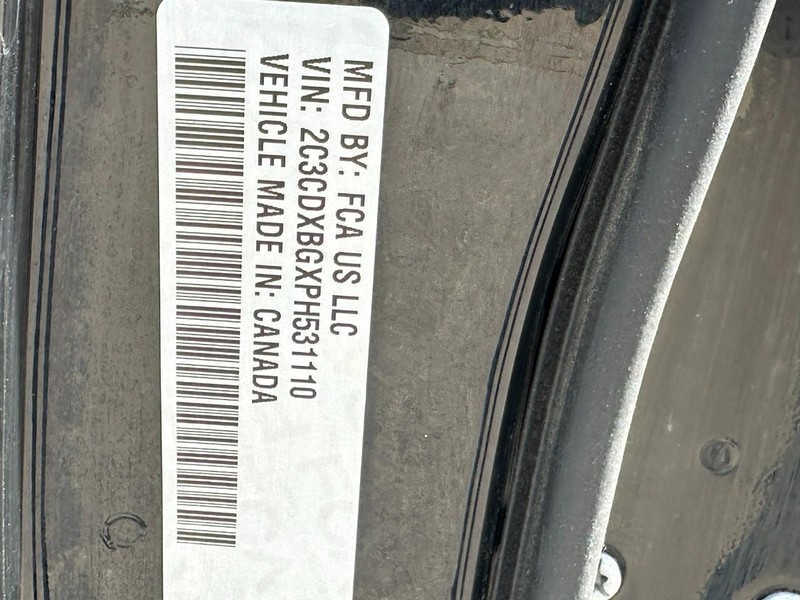 MFD BY: FCA US LLC
VIN: 2C3CDXBGXPH531110
VEHICLE MADE IN: CANADA